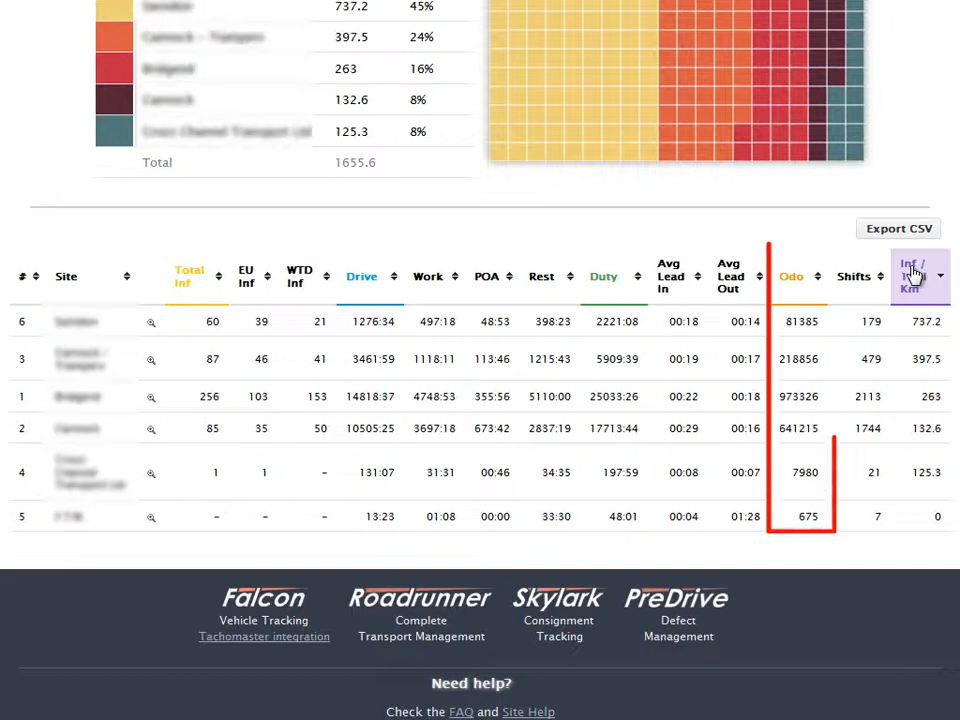 737.2 45%
397.5 24%
263 16%
132.6 8%
125.3 8%
Total 1655.6
Export CSV
# Site Total Inf EU Inf WTD Inf Drive Work POA Rest Duty Avg Lead In Avg Lead Out Odo Shifts Inf / Km
6 60 39 21 1276:34 497:18 48:53 398:23 2221:08 00:18 00:14 81385 179 737.2
3 87 46 41 3461:59 1118:11 113:46 1215:43 5909:39 00:19 00:17 218856 479 397.5
1 256 103 153 14818:37 4748:53 355:56 5110:00 25033:26 00:22 00:18 973326 2113 263
2 85 35 50 10505:25 3697:18 673:42 2837:19 17713:44 00:29 00:16 641215 1744 132.6
4 1 1 - 131:07 31:31 00:46 34:35 197:59 00:08 00:07 7980 21 125.3
5 - - - 13:23 01:08 00:00 33:30 48:01 00:04 01:28 675 7 0
Falcon Roadrunner Skylark PreDrive
Vehicle Tracking Complete Consignment Defect
Tachomaster integration Transport Management Tracking Management
Need help?
Check the FAQ and Site Help